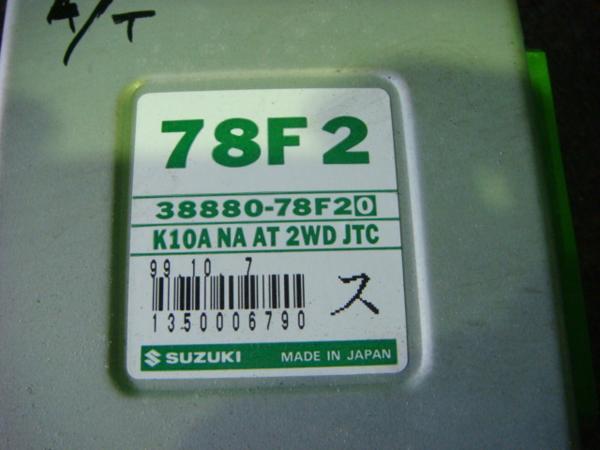 A/T
78F2
38880-78F20
K10A NA AT 2WD JTC
99.10. 7
ス
1350006790
SUZUKI MADE IN JAPAN